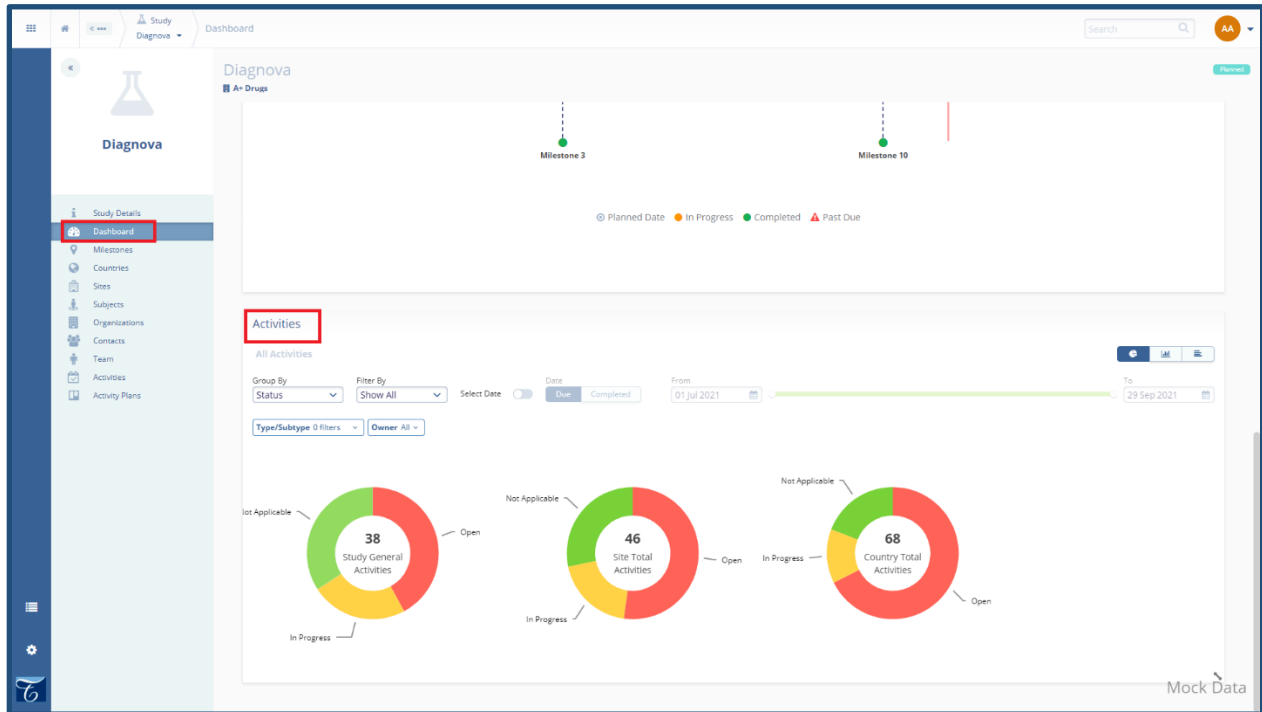 Study
Diagnova
Dashboard
Search
AA
Diagnova
A+ Drugs
Planned
Diagnova
Study Details
Dashboard
Milestones
Countries
Sites
Subjects
Organizations
Contacts
Team
Activities
Activity Plans
Milestone 3
Milestone 10
Planned Date
In Progress
Completed
Past Due
Activities
All Activities
Group By
Status
Filter By
Show All
Select Date
Date
Due
Completed
From
01 Jul 2021
To
29 Sep 2021
Type/Subtype 0 filters
Owner All
lot Applicable
Open
In Progress
38
Study General
Activities
Not Applicable
Open
In Progress
46
Site Total
Activities
Not Applicable
In Progress
Open
68
Country Total
Activities
Mock Data